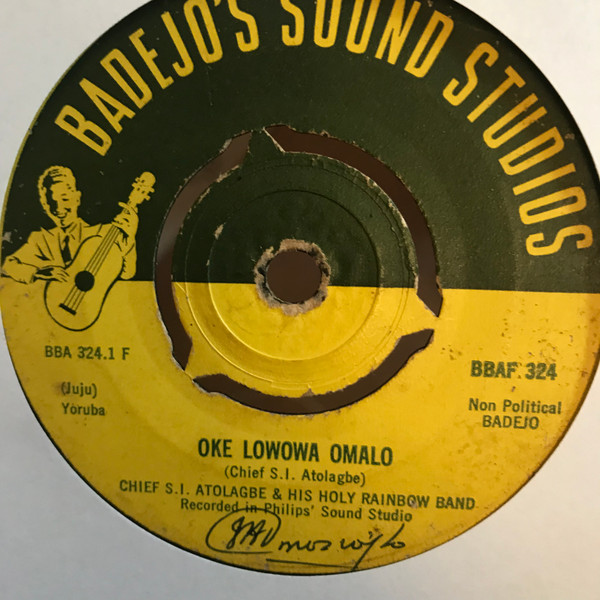 BADEJO'S SOUND STUDIOS
BBA 324.1 F
(Juju)
Yoruba
BBAF. 324
Non Political
BADEJO
OKE LOWOWA OMALO
(Chief S.I. Atolagbe)
CHIEF S.I. ATOLAGBE & HIS HOLY RAINBOW BAND
Recorded in Philips' Sound Studio